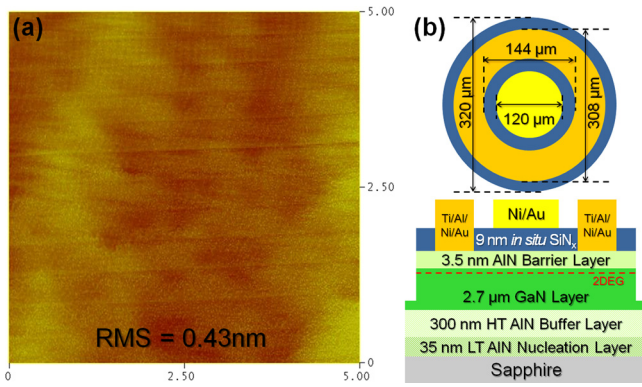 (a)
5.00
2.50
0
0
2.50
5.00
RMS = 0.43nm
(b)
144 µm
120 µm
320 µm
308 µm
Ti/Al/
Ni/Au
Ni/Au
Ti/Al/
Ni/Au
9 nm in situ SiNx
3.5 nm AlN Barrier Layer
2DEG
2.7 µm GaN Layer
300 nm HT AlN Buffer Layer
35 nm LT AlN Nucleation Layer
Sapphire